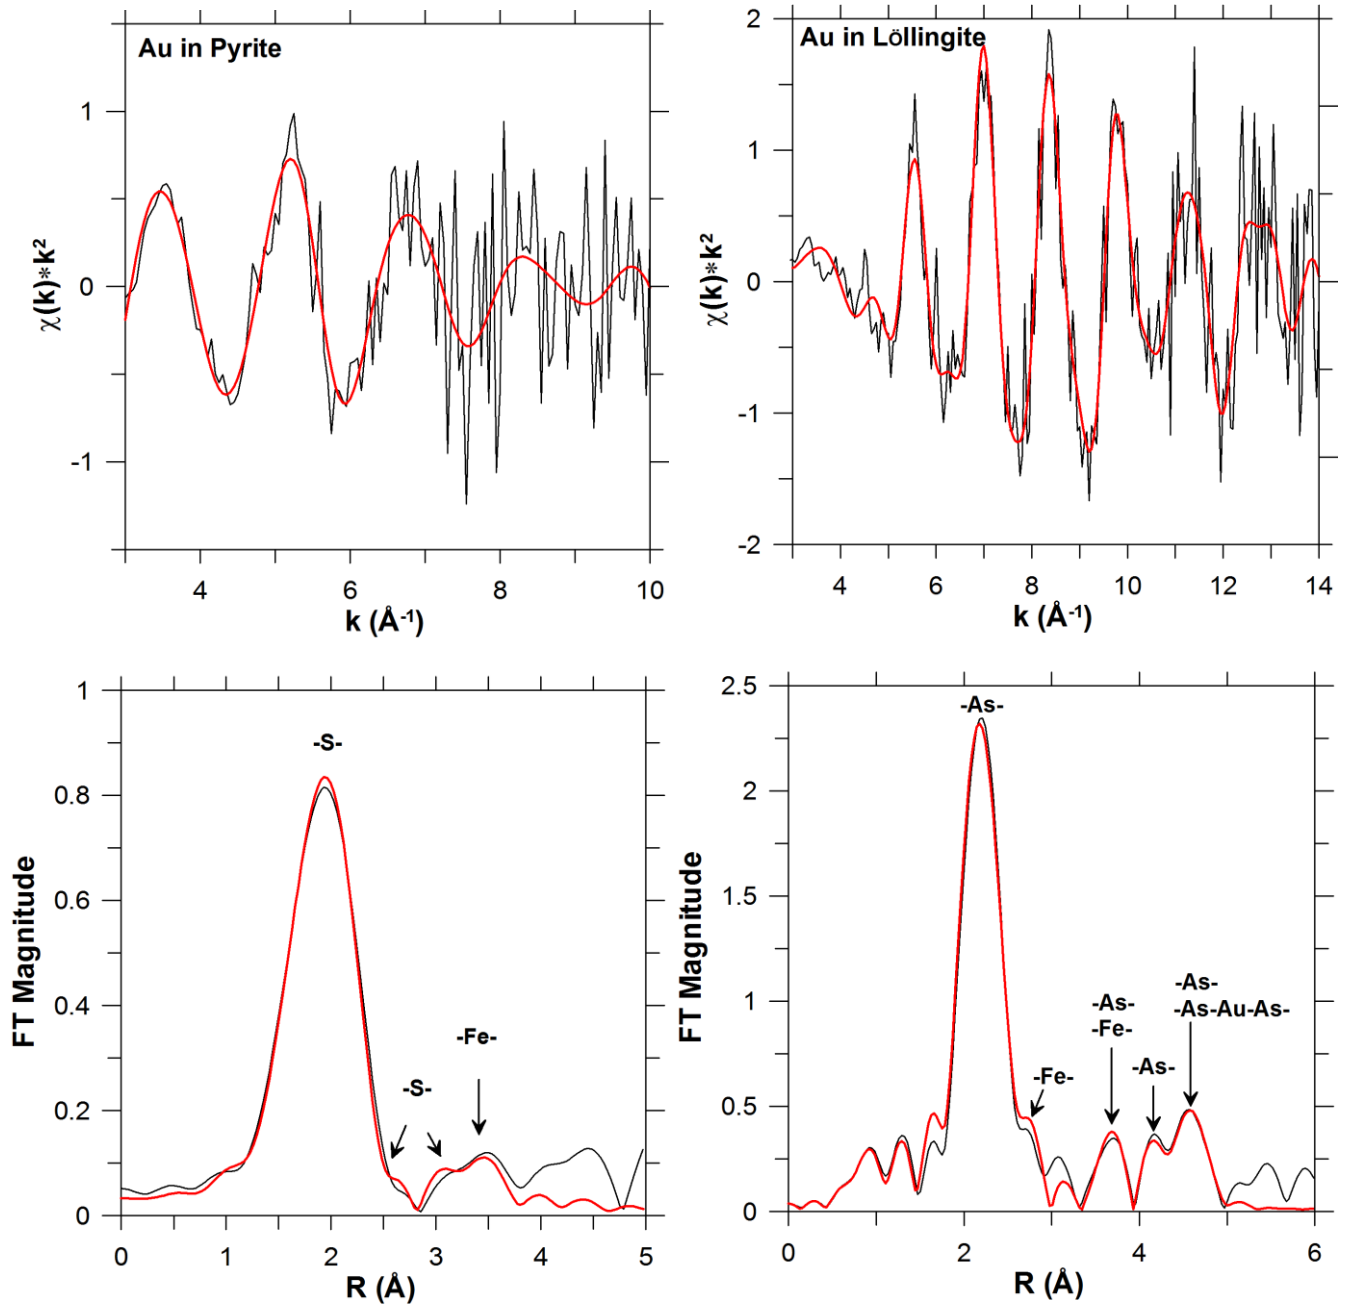 Au in Pyrite
1
0
-1
χ(k)*k²
4
6
8
10
k (Å⁻¹)
Au in Löllingite
2
1
0
-1
-2
χ(k)*k²
4
6
8
10
12
14
k (Å⁻¹)
1
0.8
0.6
0.4
0.2
0
FT Magnitude
-S-
-S-
-Fe-
0
1
2
3
4
5
R (Å)
2.5
2
1.5
1
0.5
0
FT Magnitude
-As-
-Fe-
-As-
-Fe-
-As-
-As-
-As-Au-As-
0
2
4
6
R (Å)